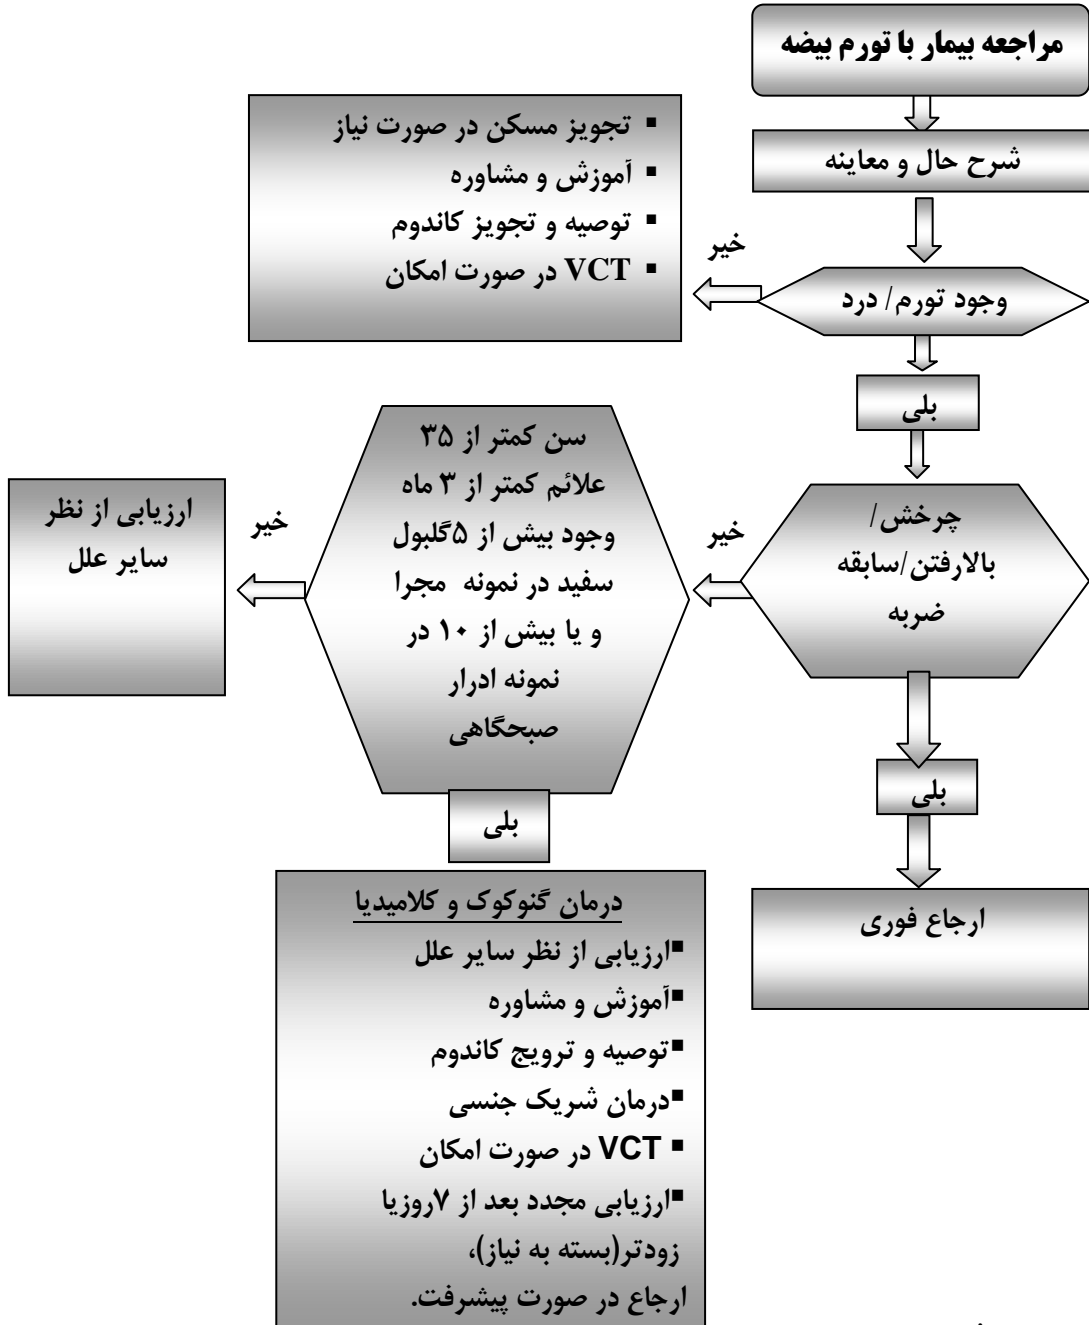 مراجعه بیمار با تورم بیضه
شرح حال و معاینه
وجود تورم/ درد
خیر
▪ تجویز مسکن در صورت نیاز
▪ آموزش و مشاوره
▪ توصیه و تجویز کاندوم
▪ VCT در صورت امکان
بلی
چرخش/
بالارفتن/سابقه
ضربه
خیر
سن کمتر از ۳۵
علائم کمتر از ۳ ماه
وجود بیش از ۵گلبول
سفید در نمونه مجرا
و یا بیش از ۱۰ در
نمونه ادرار
صبحگاهی
خیر
ارزیابی از نظر
سایر علل
بلی
ارجاع فوری
بلی
درمان گنوکوک و کلامیدیا
▪ارزیابی از نظر سایر علل
▪آموزش و مشاوره
▪توصیه و ترویج کاندوم
▪درمان شریک جنسی
▪ VCT در صورت امکان
▪ارزیابی مجدد بعد از ۷روزیا
زودتر(بسته به نیاز)،
ارجاع در صورت پیشرفت.